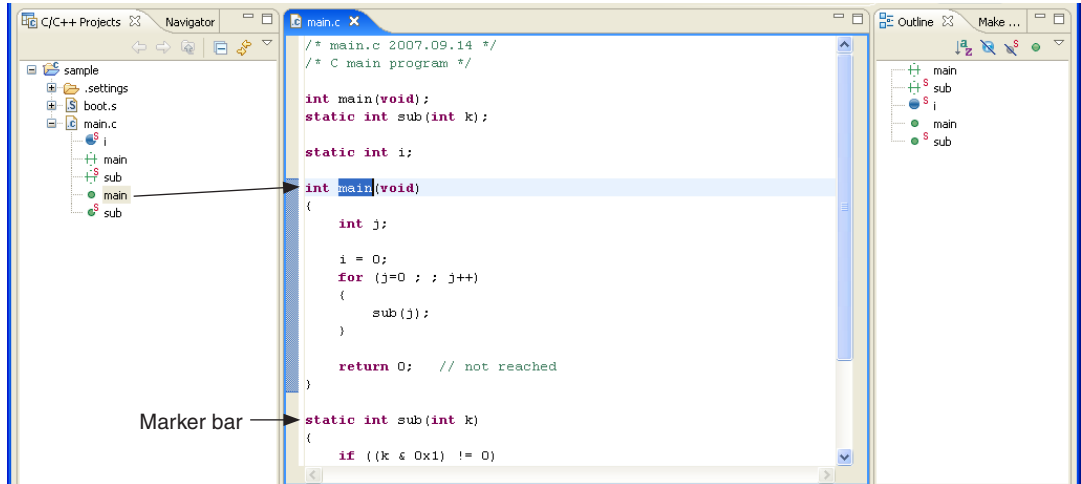 C/C++ Projects
Navigator
sample
.settings
boot.s
main.c
i
main
sub
main
sub
main.c
/* main.c 2007.09.14 */
/* C main program */
int main(void);
static int sub(int k);
static int i;
int main(void)
{
int j;
i = 0;
for (j=0 ; ; j++)
{
sub(j);
}
return 0; // not reached
}
static int sub(int k)
{
if ((k & 0x1) != 0)
Marker bar
Outline
Make ...
main
sub
i
main
sub